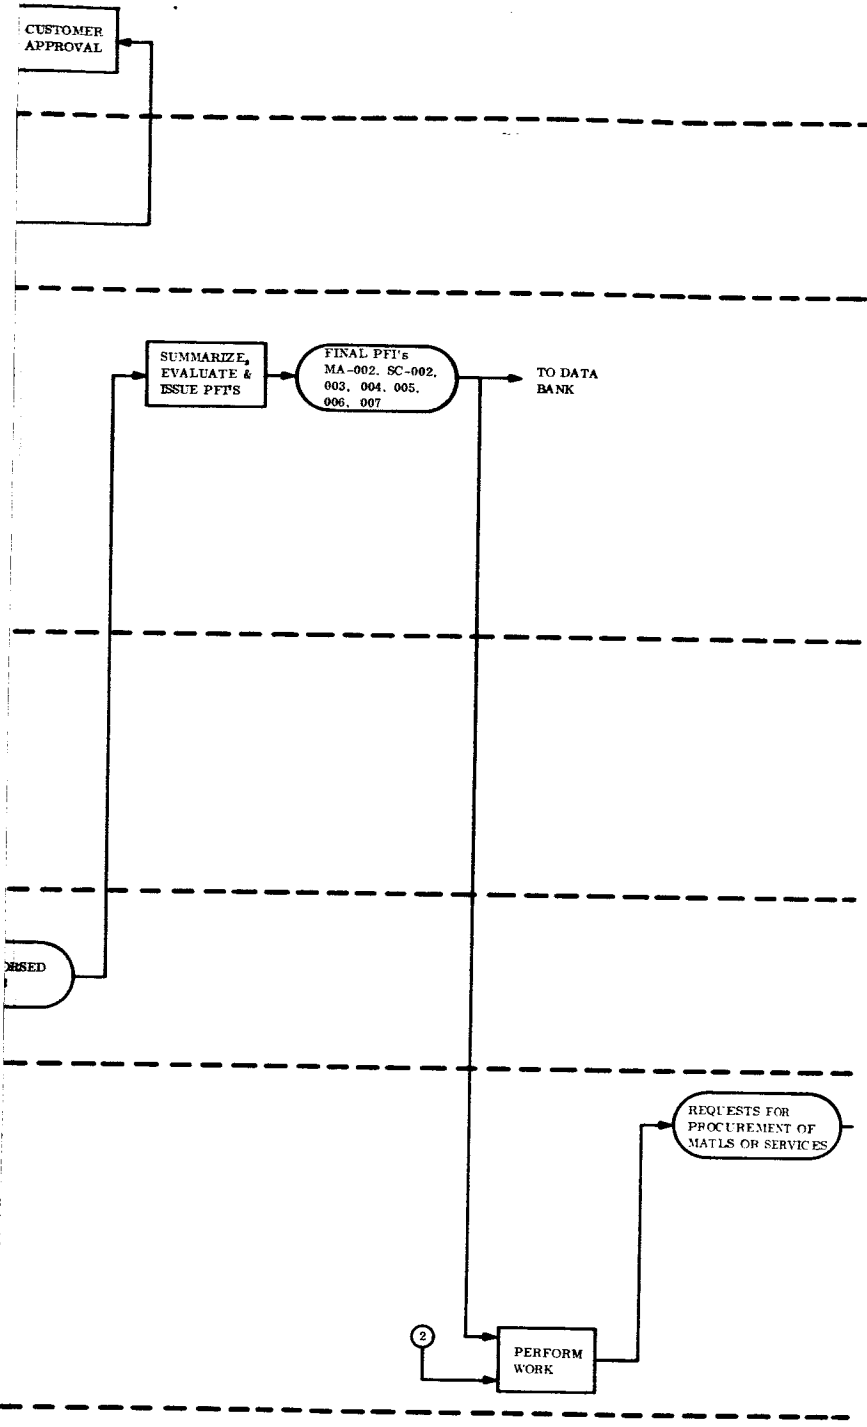 CUSTOMER
APPROVAL
SUMMARIZE,
EVALUATE &
ISSUE PFI'S
FINAL PFI's
MA-002, SC-002,
003, 004, 005,
006, 007
TO DATA
BANK
ORSED
REQUESTS FOR
PROCUREMENT OF
MATLS OR SERVICES
2
PERFORM
WORK